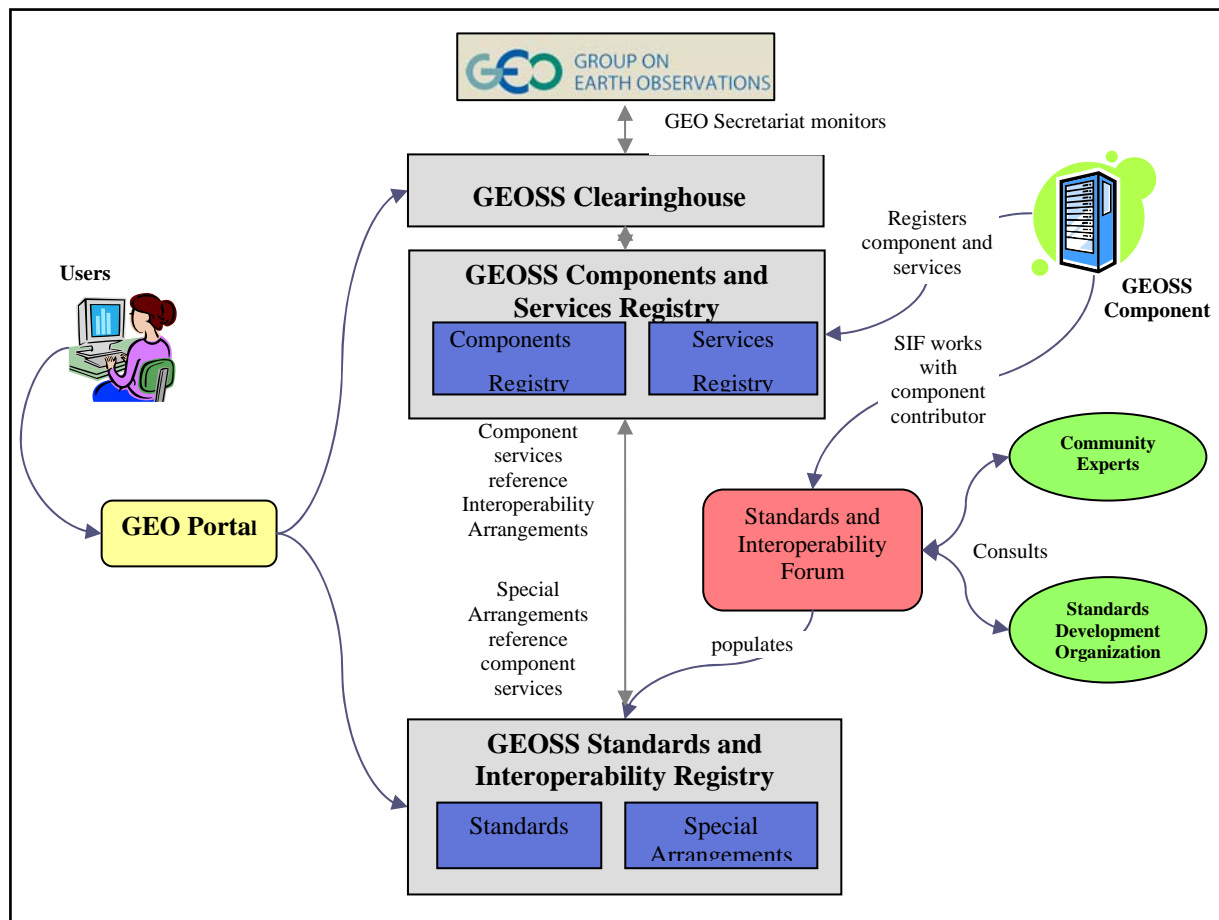 GEO
GROUP ON
EARTH OBSERVATIONS
GEO Secretariat monitors
GEOSS Clearinghouse
Registers
component and
services
GEOSS
Component
Users
GEOSS Components and
Services Registry
Components
Registry
Services
Registry
SIF works
with
component
contributor
Component
services
reference
Interoperability
Arrangements
Community
Experts
GEO Portal
Standards and
Interoperability
Forum
Consults
Special
Arrangements
reference
component
services
populates
Standards
Development
Organization
GEOSS Standards and
Interoperability Registry
Standards
Special
Arrangements